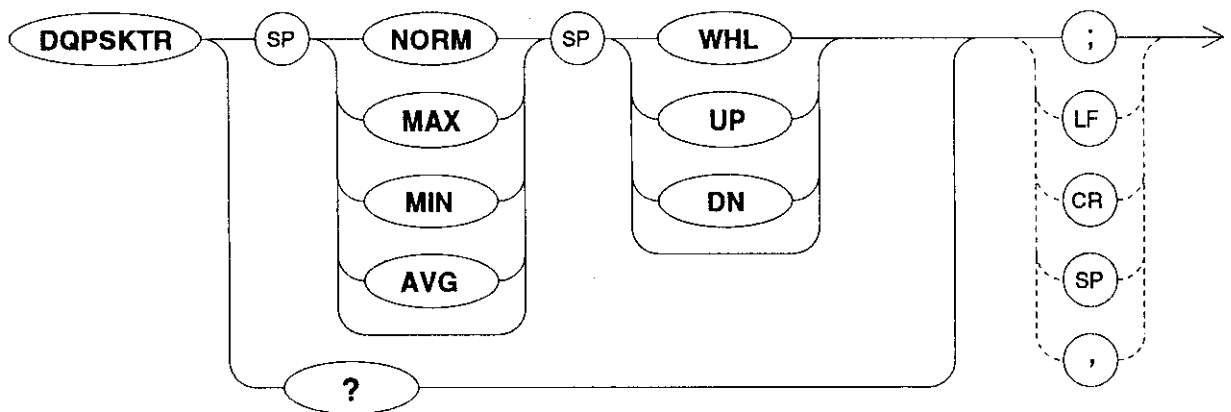 DQPSKTR SP NORM SP WHL ;
MAX UP LF
MIN DN CR
AVG SP
? ,